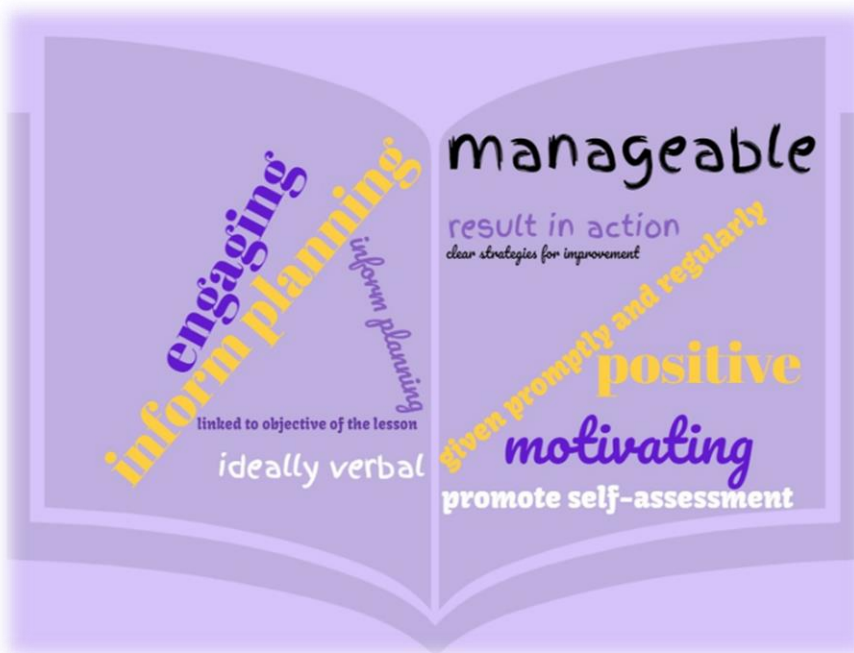 engaging
inform planning
inform planning
linked to objective of the lesson
ideally verbal
manageable
result in action
clear strategies for improvement
given promptly and regularly
positive
motivating
promote self-assessment